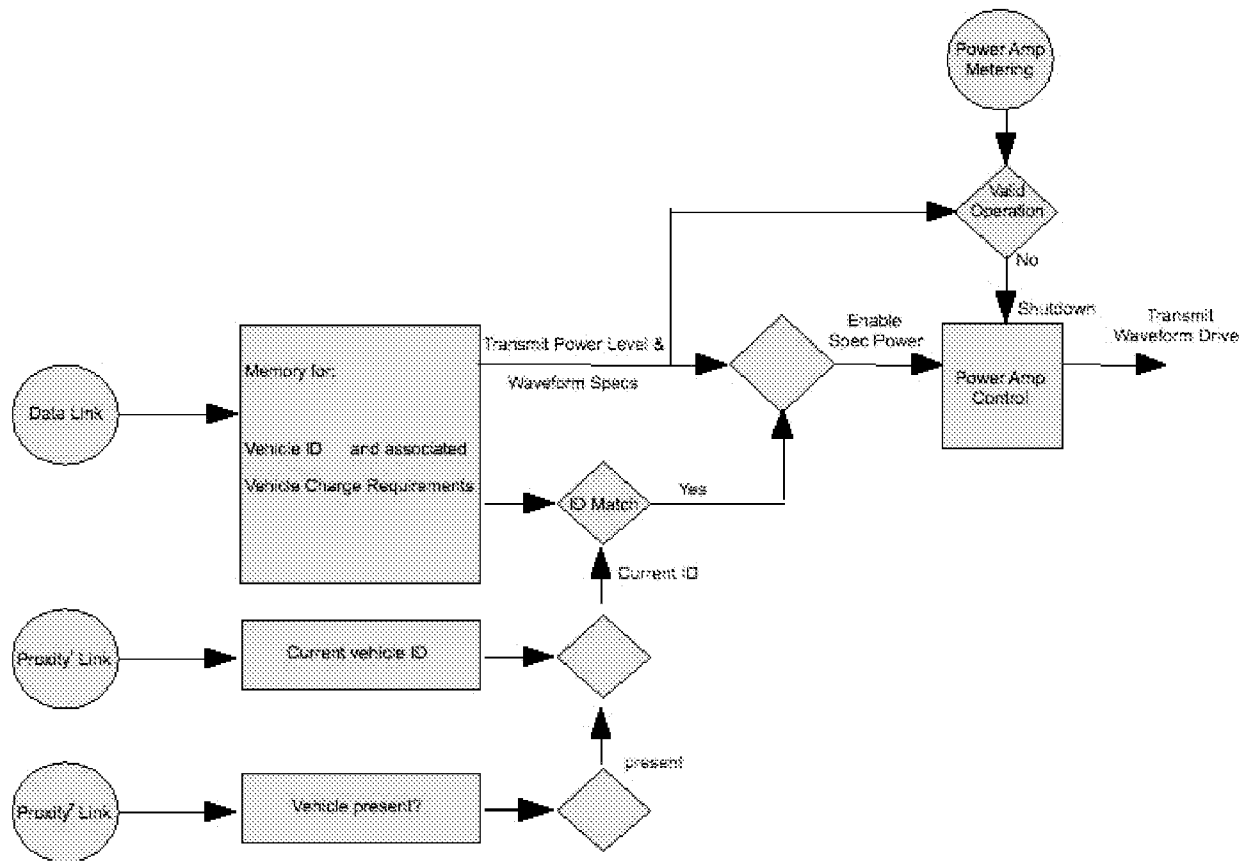 Power Amp
Metering
Valid
Operation
No
Shutdown
Transmit
Waveform Drive
Enable
Spec Power
Power Amp
Control
Transmit Power Level &
Waveform Specs
Memory for:
Data Link
Vehicle ID and associated
Vehicle Charge Requirements
ID Match
Yes
Current ID
Proxity' Link
Current vehicle ID
present
Proxity' Link
Vehicle present?